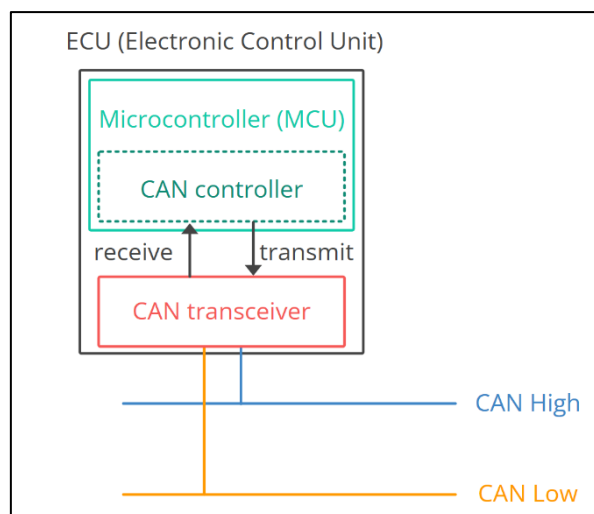 ECU (Electronic Control Unit)
Microcontroller (MCU)
CAN controller
receive
transmit
CAN transceiver
CAN High
CAN Low